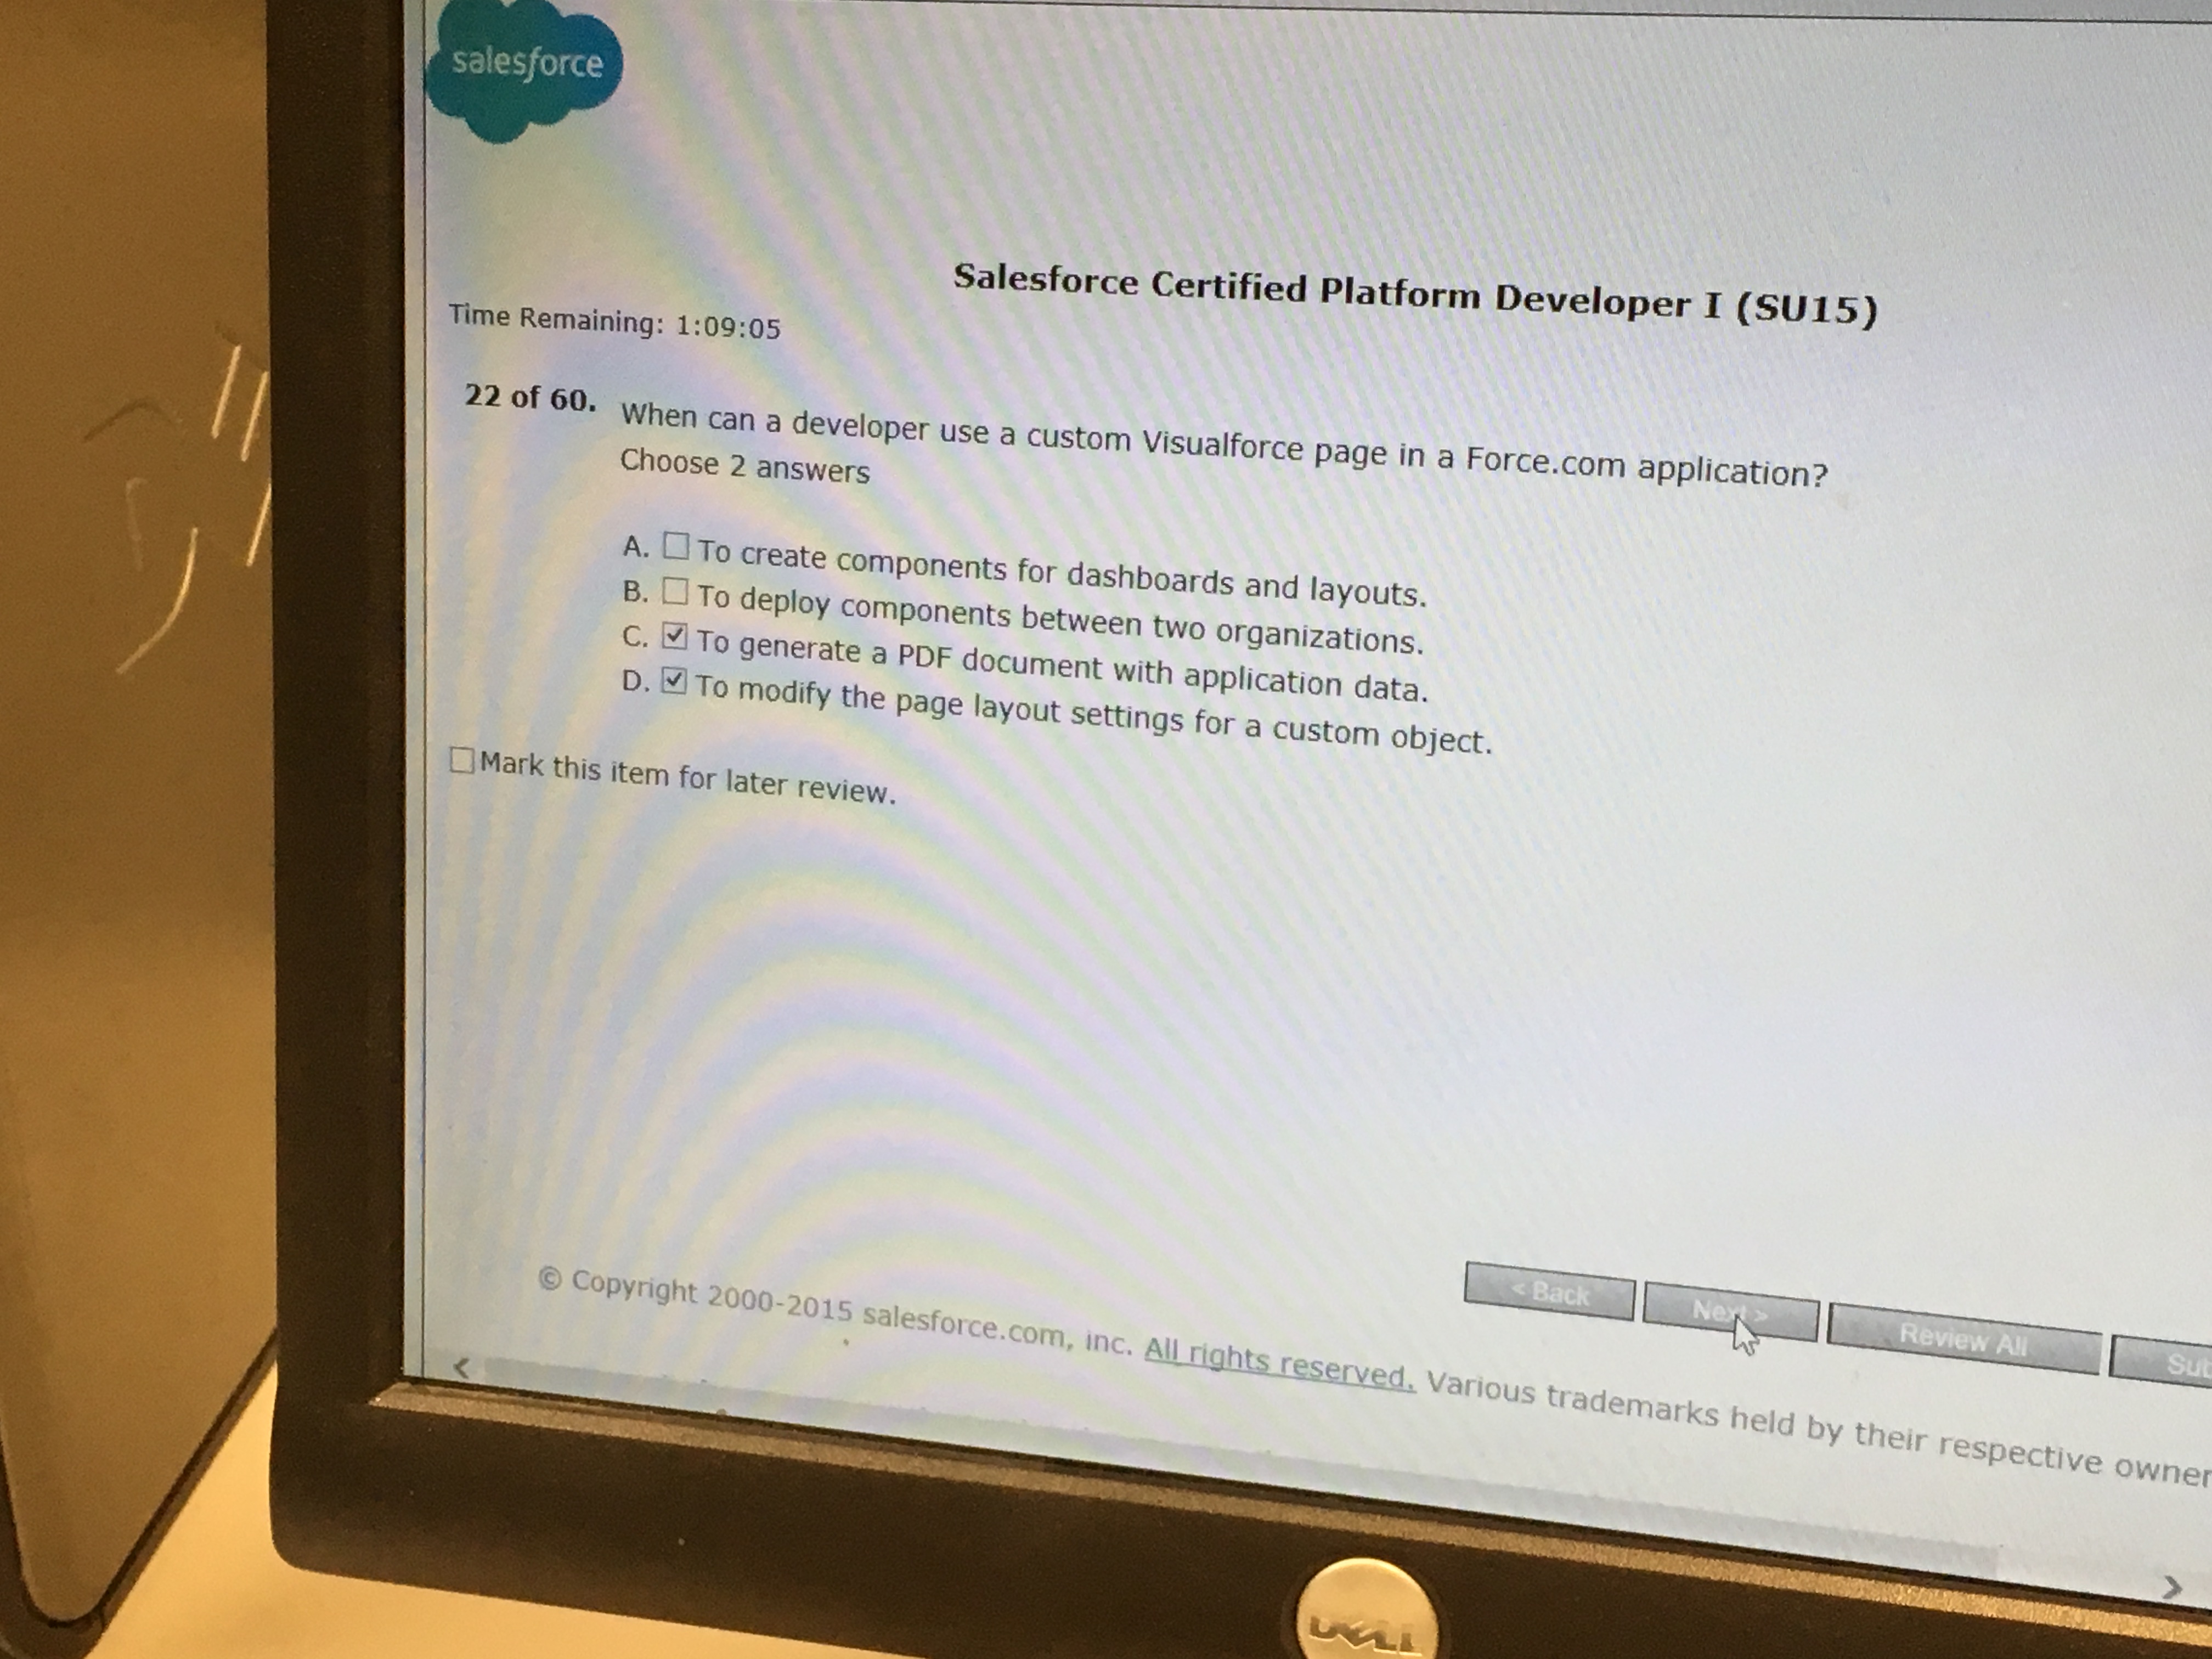 salesforce
Salesforce Certified Platform Developer I (SU15)
Time Remaining: 1:09:05
22 of 60. When can a developer use a custom Visualforce page in a Force.com application?
Choose 2 answers
A. To create components for dashboards and layouts.
B. To deploy components between two organizations.
C. To generate a PDF document with application data.
D. To modify the page layout settings for a custom object.
Mark this item for later review.
< Back Next > Review All
© Copyright 2000-2015 salesforce.com, inc. All rights reserved. Various trademarks held by their respective owner
DELL